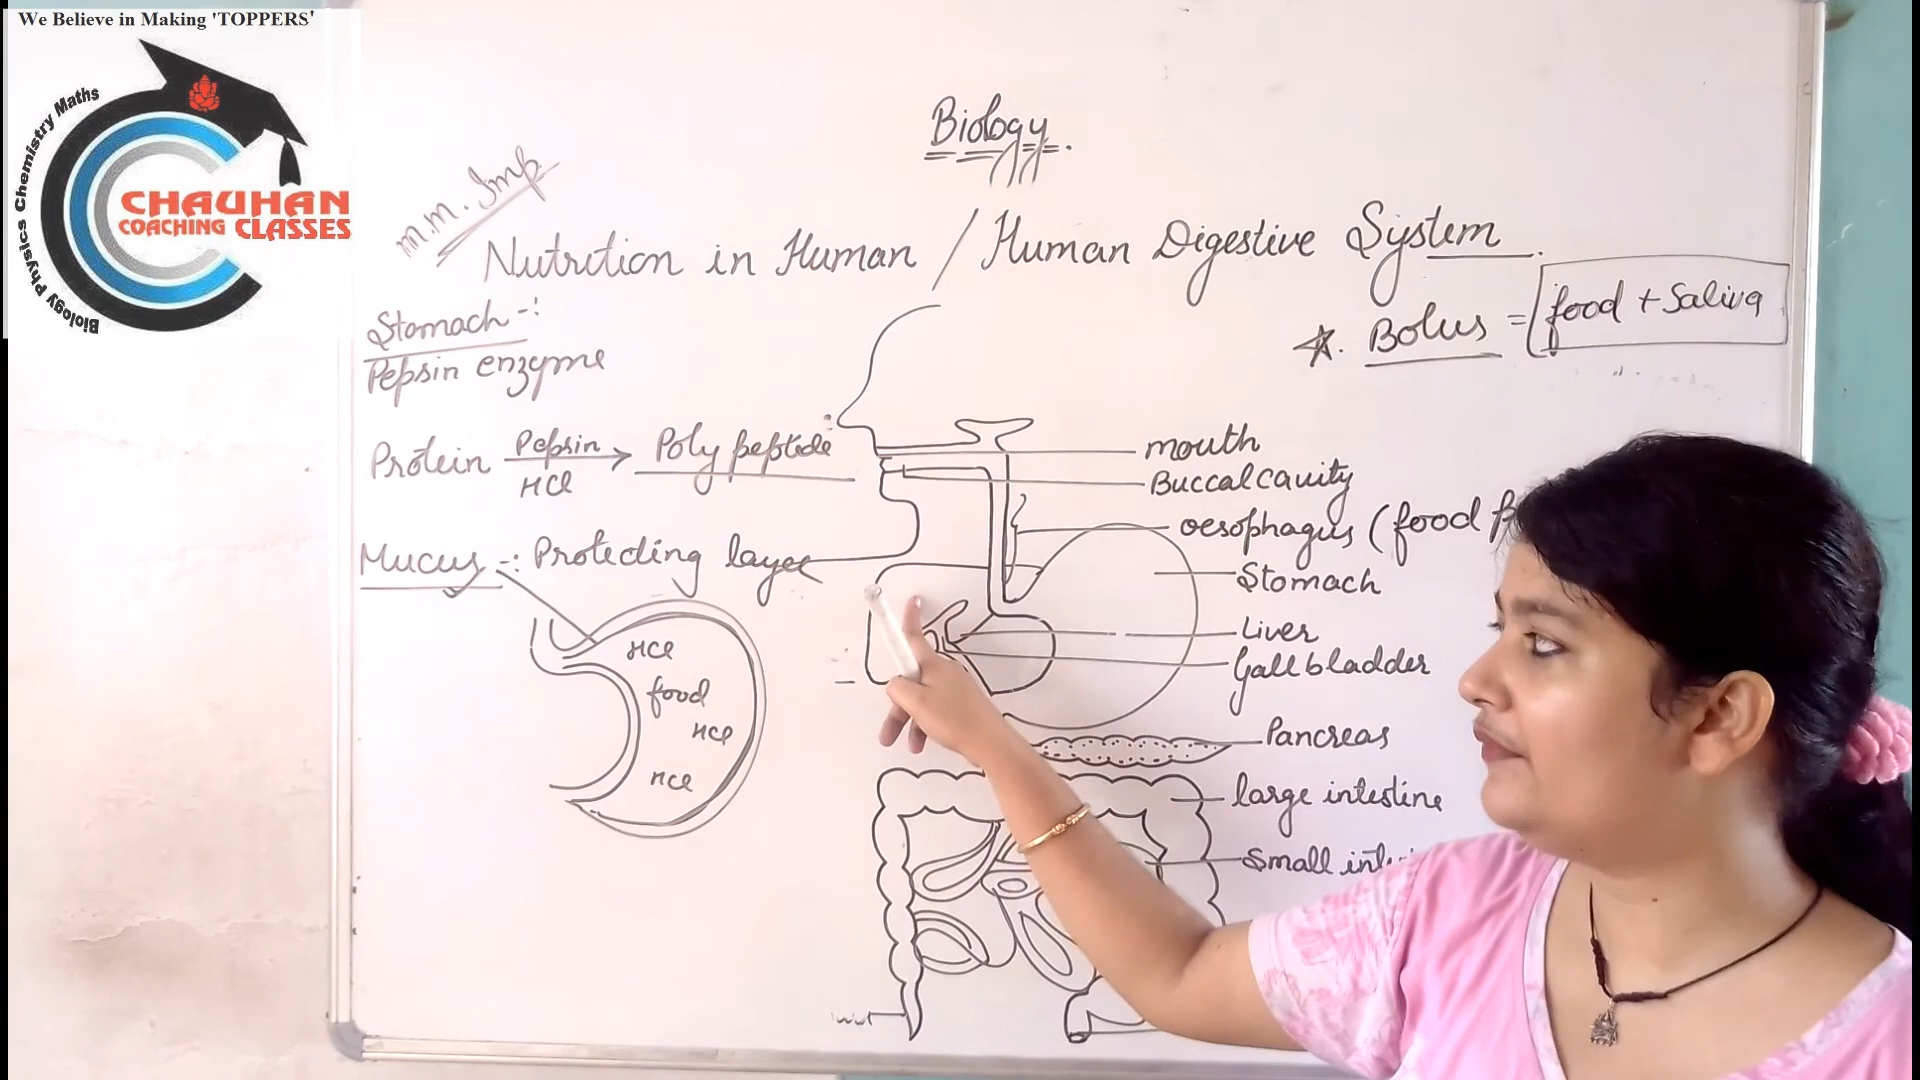 We Believe in Making 'TOPPERS'
Biology Physics Chemistry Maths
CHAUHAN
COACHING CLASSES
Biology.
M.M. Imp
Nutrition in Human / Human Digestive System
Bolus = food + Saliva
Stomach -:
Pepsin enzyme
Protein Pepsin HCl Poly peptide
mouth
Buccal cavity
oesophagus (food
Mucus -: Protecting layer
Stomach
Liver
Gall bladder
HCl
food
HCl
HCl
Pancreas
large intestine
Small